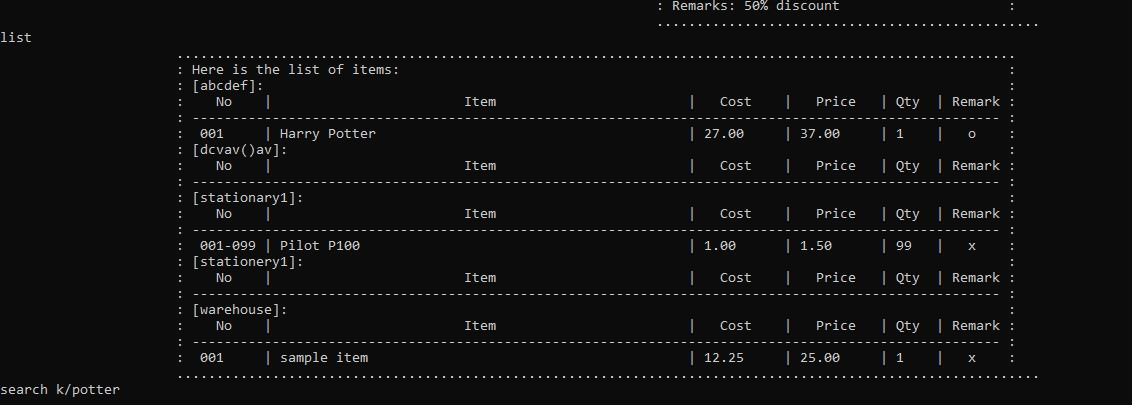 : Remarks: 50% discount :
................................................
list
............................................................................................................
: Here is the list of items: :
: [abcdef]: :
: No | Item | Cost | Price | Qty | Remark :
: ----------------------------------------------------------------------------------------------------- :
: 001 | Harry Potter | 27.00 | 37.00 | 1 | o :
: [dcvav()av]: :
: No | Item | Cost | Price | Qty | Remark :
: ----------------------------------------------------------------------------------------------------- :
: [stationary1]: :
: No | Item | Cost | Price | Qty | Remark :
: ----------------------------------------------------------------------------------------------------- :
: 001-099 | Pilot P100 | 1.00 | 1.50 | 99 | x :
: [stationery1]: :
: No | Item | Cost | Price | Qty | Remark :
: ----------------------------------------------------------------------------------------------------- :
: [warehouse]: :
: No | Item | Cost | Price | Qty | Remark :
: ----------------------------------------------------------------------------------------------------- :
: 001 | sample item | 12.25 | 25.00 | 1 | x :
............................................................................................................
search k/potter